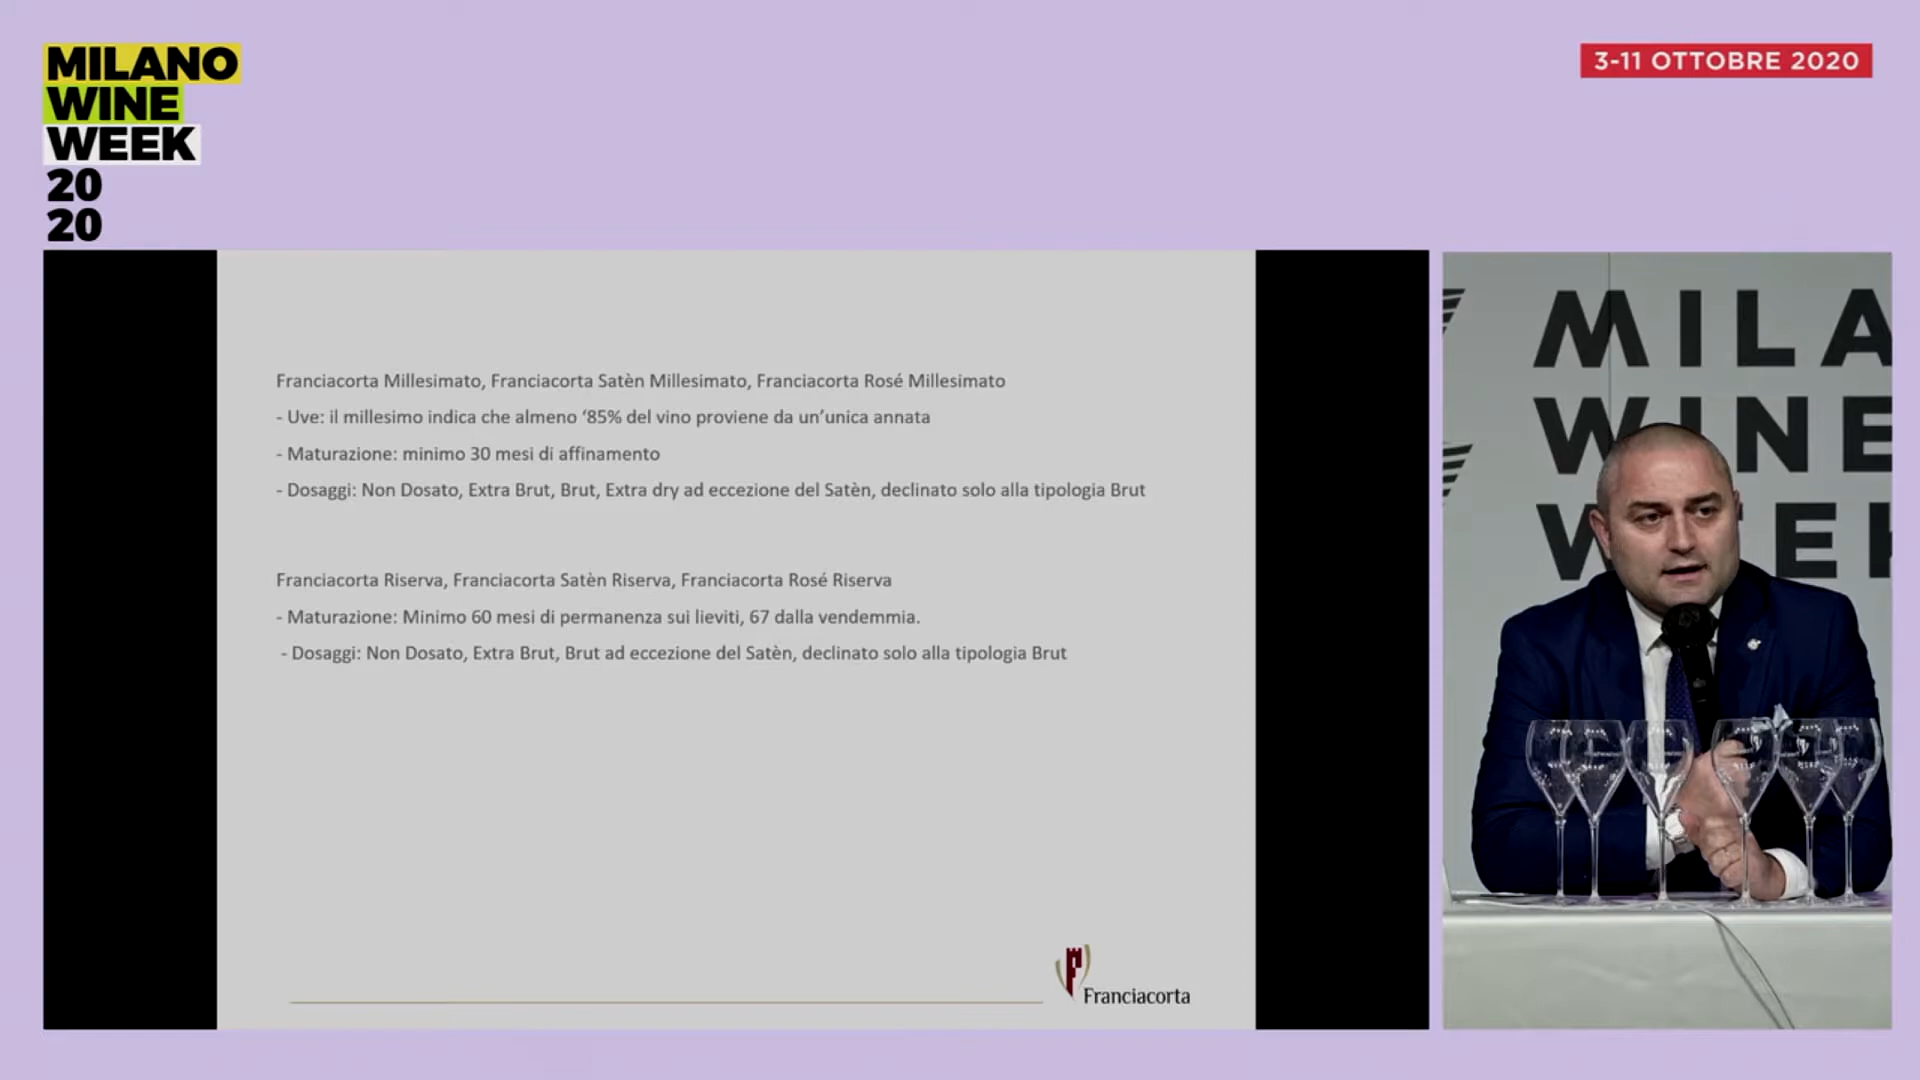 MILANO
WINE
WEEK
20
20
3-11 OTTOBRE 2020
Franciacorta Millesimato, Franciacorta Satèn Millesimato, Franciacorta Rosé Millesimato
- Uve: il millesimo indica che almeno ‘85% del vino proviene da un’unica annata
- Maturazione: minimo 30 mesi di affinamento
- Dosaggi: Non Dosato, Extra Brut, Brut, Extra dry ad eccezione del Satèn, declinato solo alla tipologia Brut
Franciacorta Riserva, Franciacorta Satèn Riserva, Franciacorta Rosé Riserva
- Maturazione: Minimo 60 mesi di permanenza sui lieviti, 67 dalla vendemmia.
- Dosaggi: Non Dosato, Extra Brut, Brut ad eccezione del Satèn, declinato solo alla tipologia Brut
Franciacorta
MILA
WINE
W EE